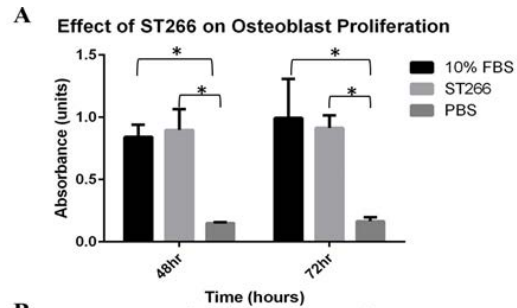 A
Effect of ST266 on Osteoblast Proliferation
1.5
1.0
0.5
0.0
Absorbance (units)
*
*
*
*
10% FBS
ST266
PBS
48hr
72hr
Time (hours)